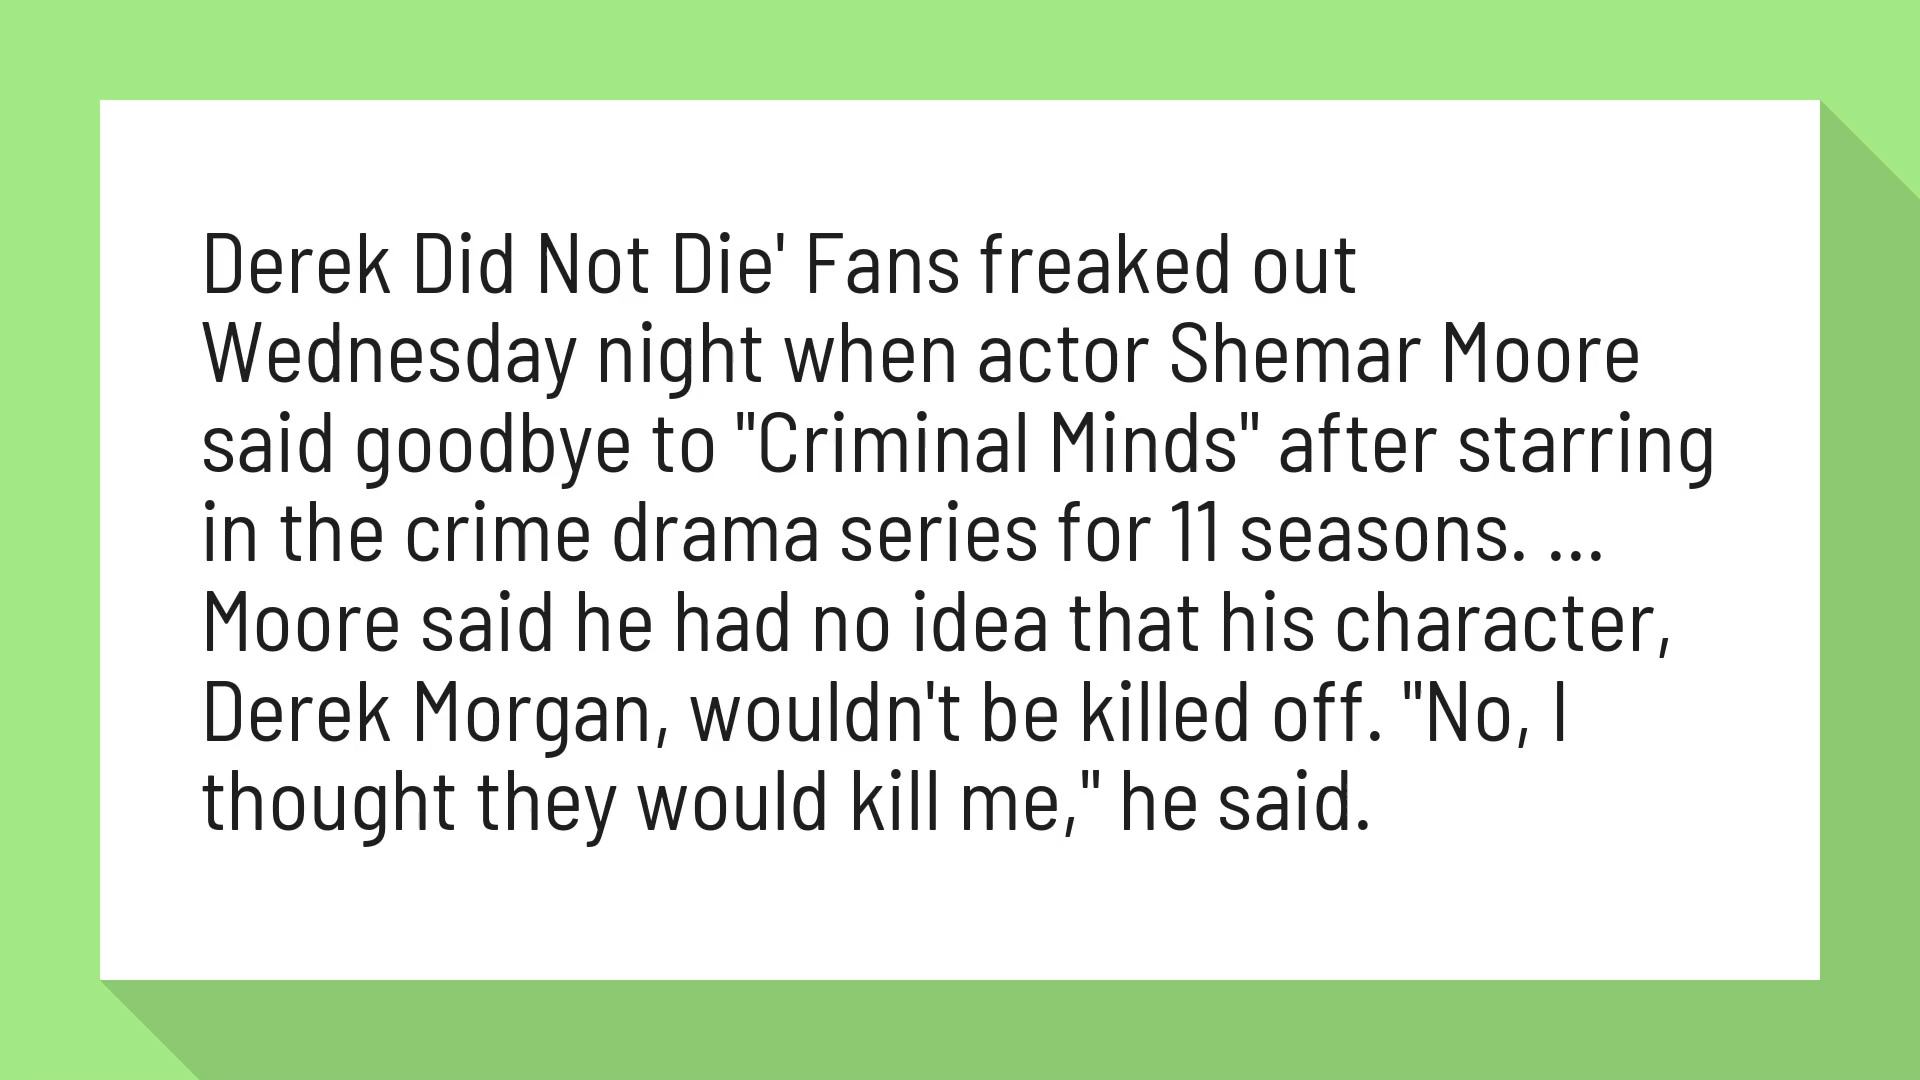 Derek Did Not Die' Fans freaked out
Wednesday night when actor Shemar Moore
said goodbye to "Criminal Minds" after starring
in the crime drama series for 11 seasons. ...
Moore said he had no idea that his character,
Derek Morgan, wouldn't be killed off. "No, I
thought they would kill me," he said.